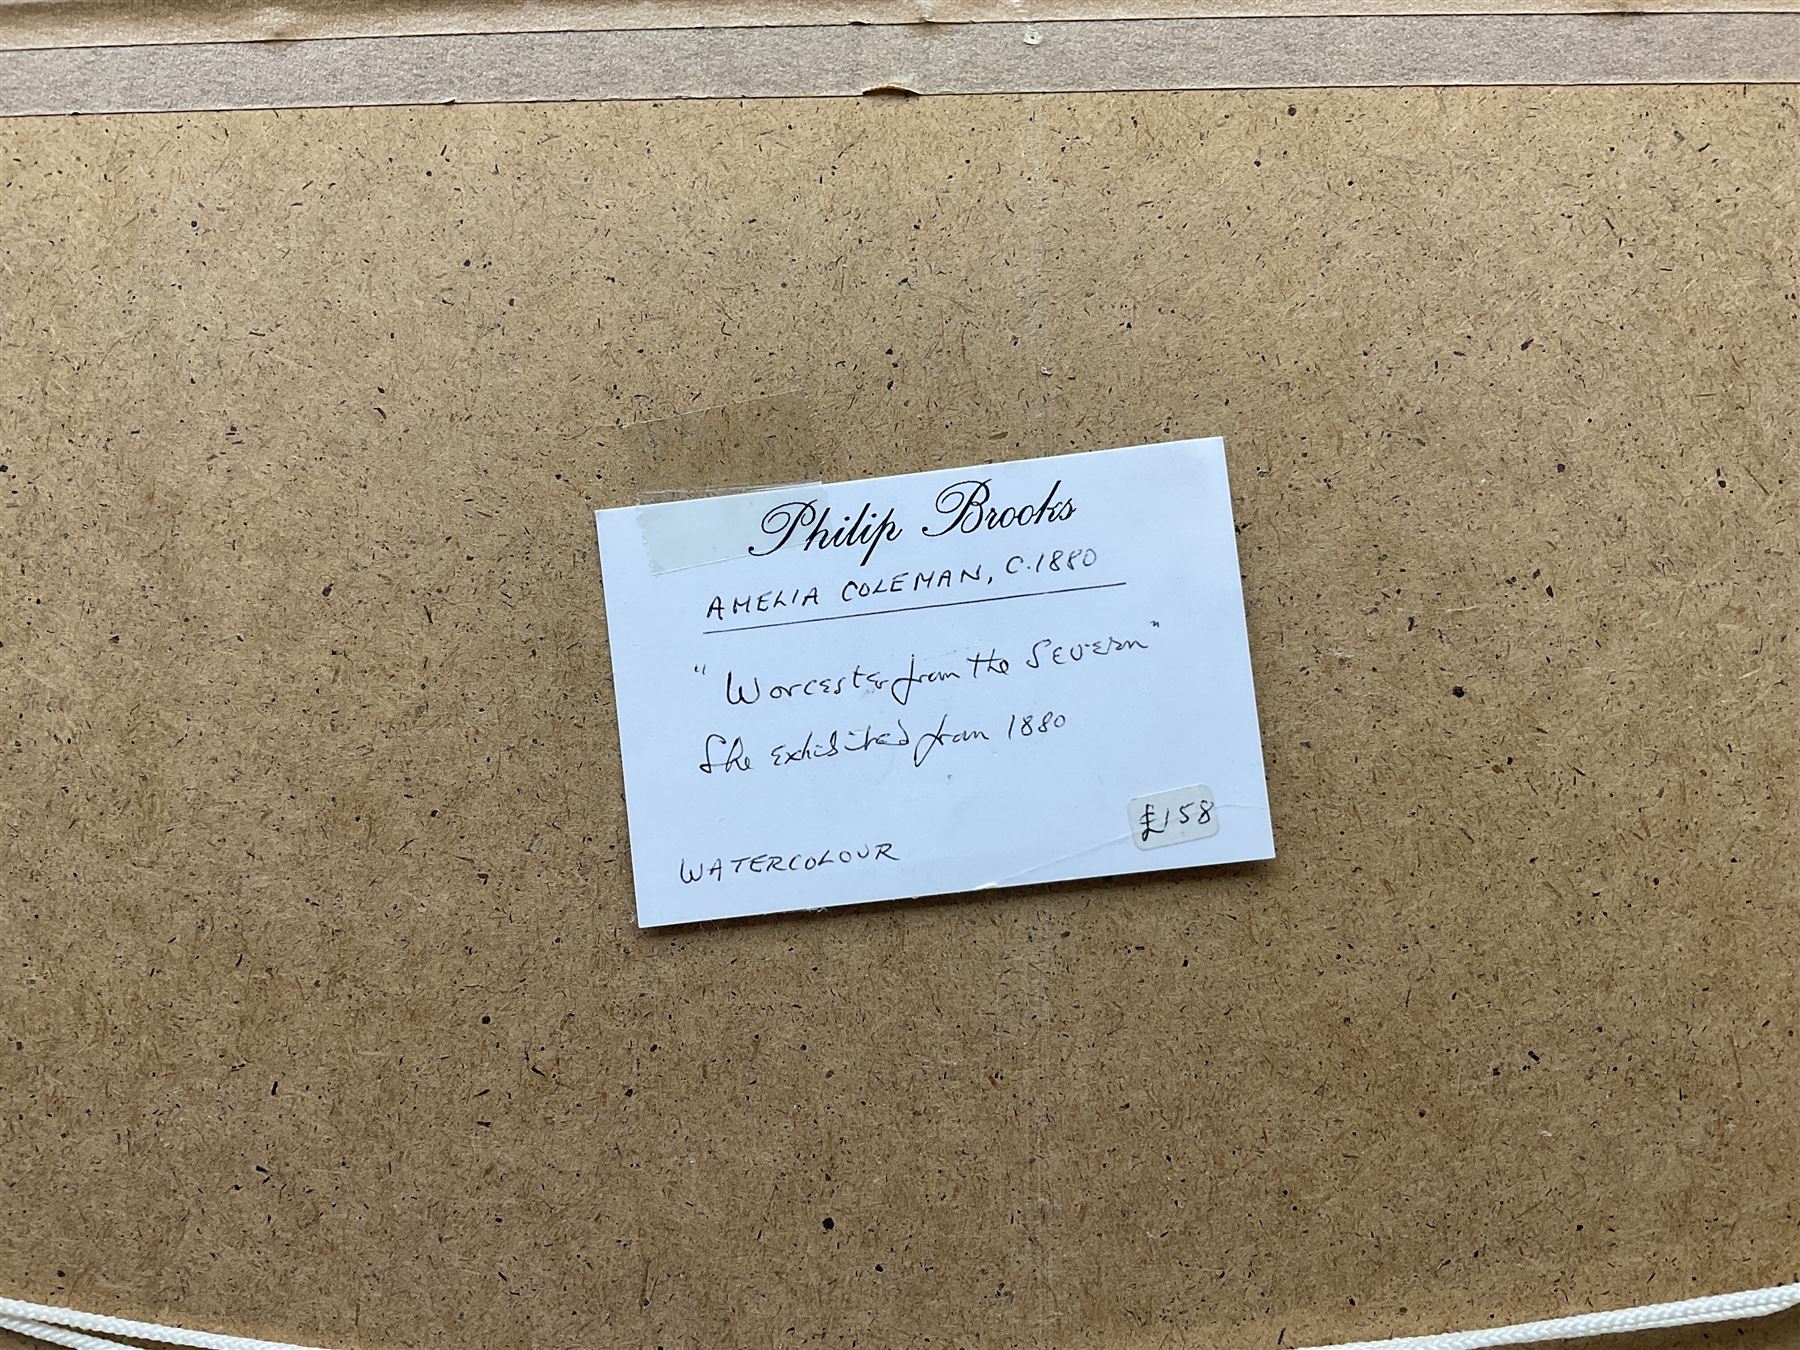 Philip Brooks
AMELIA COLEMAN, C.1880
"Worcester from the Severn"
She exhibited from 1880
£158
WATERCOLOUR